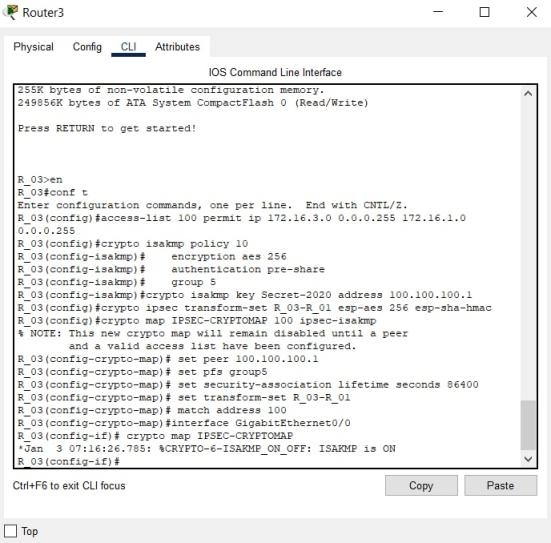 Router3
Physical Config CLI Attributes
IOS Command Line Interface
255K bytes of non-volatile configuration memory.
249856K bytes of ATA System CompactFlash 0 (Read/Write)
Press RETURN to get started!
R_03>en
R_03#conf t
Enter configuration commands, one per line.  End with CNTL/Z.
R_03(config)#access-list 100 permit ip 172.16.3.0 0.0.0.255 172.16.1.0
0.0.0.255
R_03(config)#crypto isakmp policy 10
R_03(config-isakmp)#    encryption aes 256
R_03(config-isakmp)#    authentication pre-share
R_03(config-isakmp)#    group 5
R_03(config-isakmp)#crypto isakmp key Secret-2020 address 100.100.100.1
R_03(config)#crypto ipsec transform-set R_03-R_01 esp-aes 256 esp-sha-hmac
R_03(config)#crypto map IPSEC-CRYPTOMAP 100 ipsec-isakmp
% NOTE: This new crypto map will remain disabled until a peer
and a valid access list have been configured.
R_03(config-crypto-map)# set peer 100.100.100.1
R_03(config-crypto-map)# set pfs group5
R_03(config-crypto-map)# set security-association lifetime seconds 86400
R_03(config-crypto-map)# set transform-set R_03-R_01
R_03(config-crypto-map)# match address 100
R_03(config-crypto-map)#interface GigabitEthernet0/0
R_03(config-if)# crypto map IPSEC-CRYPTOMAP
*Jan  3 07:16:26.785: %CRYPTO-6-ISAKMP_ON_OFF: ISAKMP is ON
R_03(config-if)#
Ctrl+F6 to exit CLI focus
Copy Paste
Top